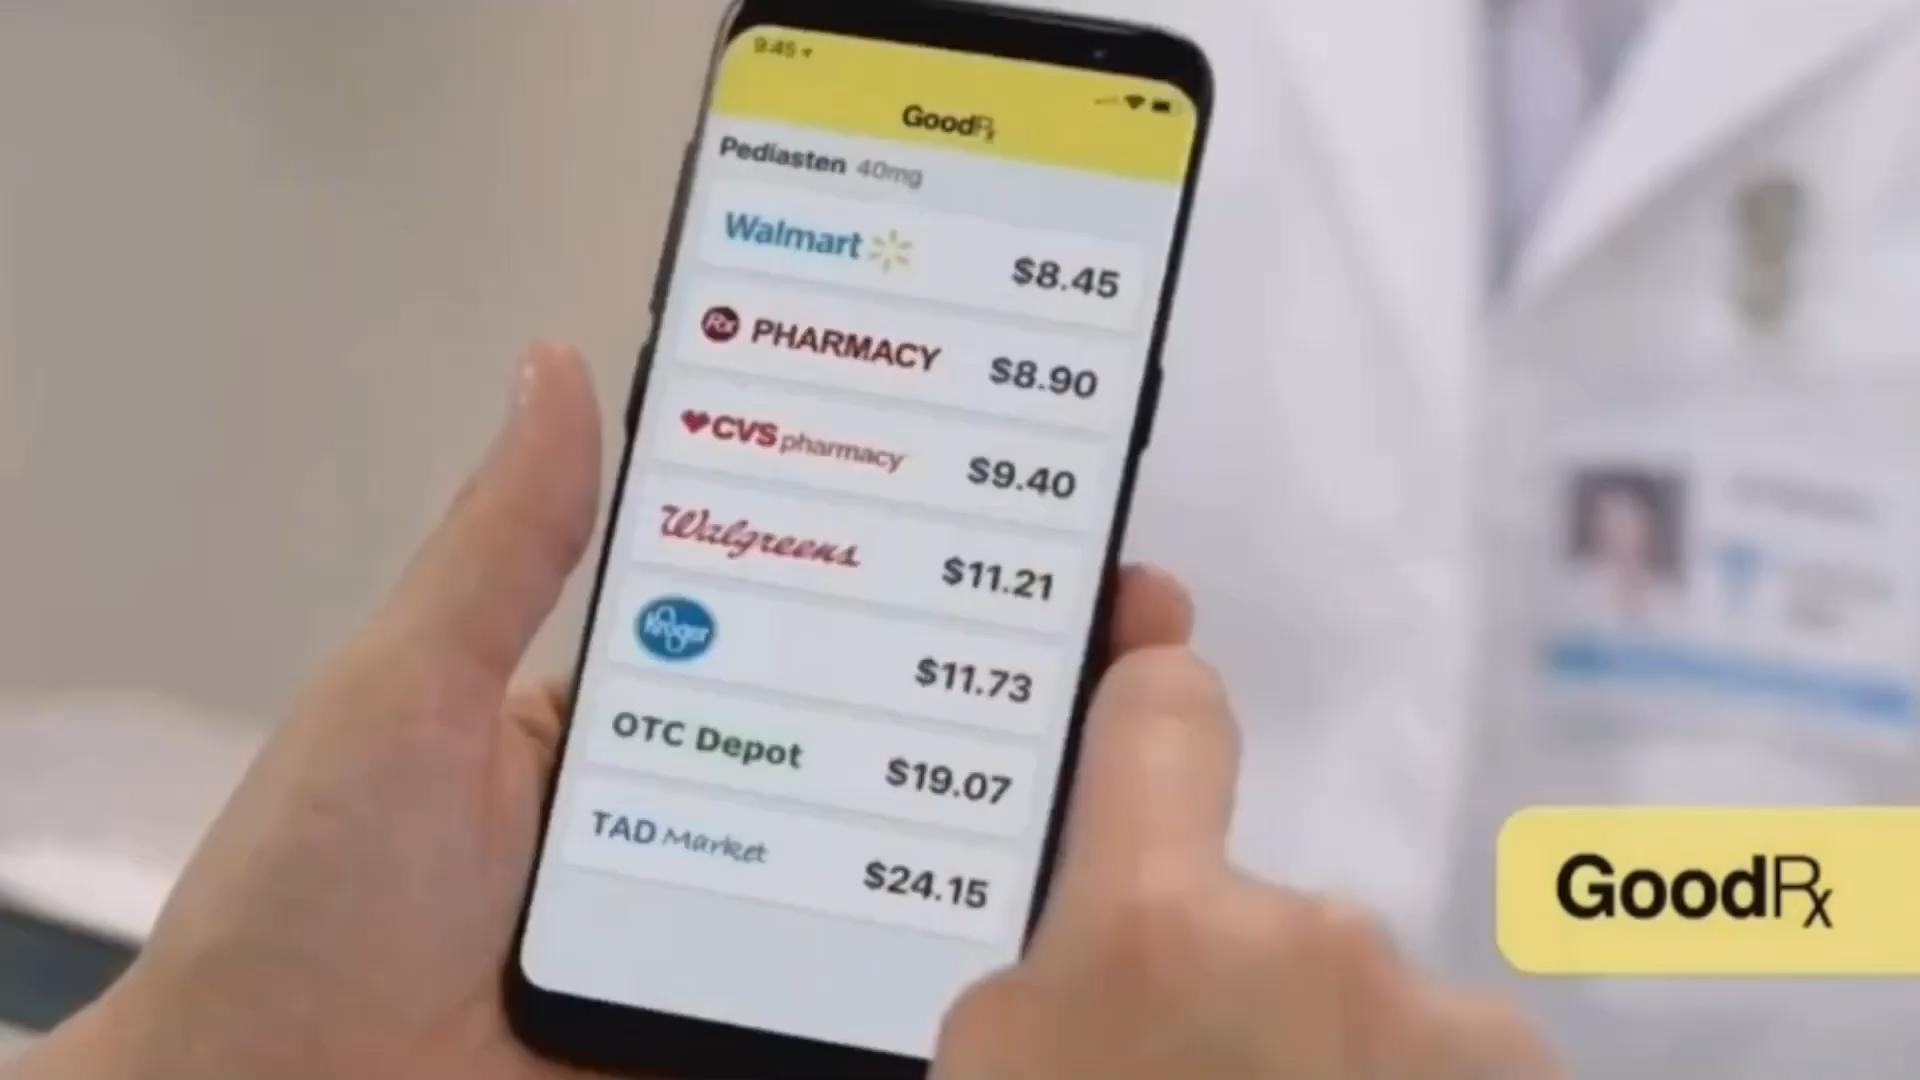 9:45
GoodRx
Pediasten 40mg
Walmart $8.45
Rx PHARMACY $8.90
CVS pharmacy $9.40
Walgreens $11.21
Kroger $11.73
OTC Depot $19.07
TAD Market $24.15
GoodRx